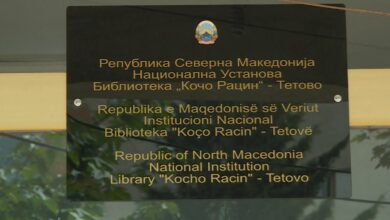 Република Северна Македонија
Национална Установа
Библиотека „Кочо Рацин“ - Тетово
Republika e Maqedonisë së Veriut
Institucioni Nacional
Biblioteka "Koço Racin" - Tetovë
Republic of North Macedonia
National Institution
Library "Kocho Racin" - Tetovo